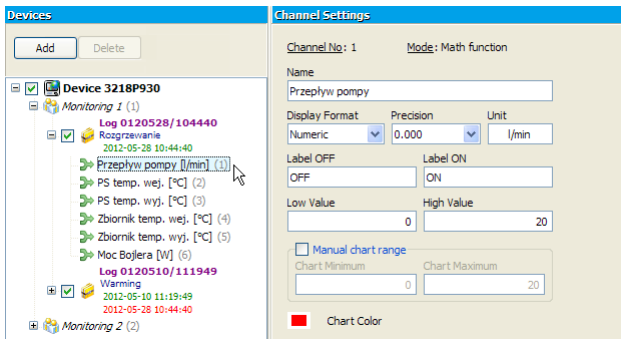 Devices
Add Delete
Device 3218P930
Monitoring 1 (1)
Log 0120528/104440
Rozgrzewanie
2012-05-28 10:44:40
Przepływ pompy [l/min] (1)
PS temp. wej. [°C] (2)
PS temp. wyj. [°C] (3)
Zbiornik temp. wej. [°C] (4)
Zbiornik temp. wyj. [°C] (5)
Moc Bojlera [W] (6)
Log 0120510/111949
Warming
2012-05-10 11:19:49
2012-05-28 10:44:40
Monitoring 2 (2)
Channel Settings
Channel No: 1 Mode: Math function
Name
Przepływ pompy
Display Format Precision Unit
Numeric 0.000 l/min
Label OFF Label ON
OFF ON
Low Value High Value
0 20
Manual chart range
Chart Minimum Chart Maximum
0 20
Chart Color